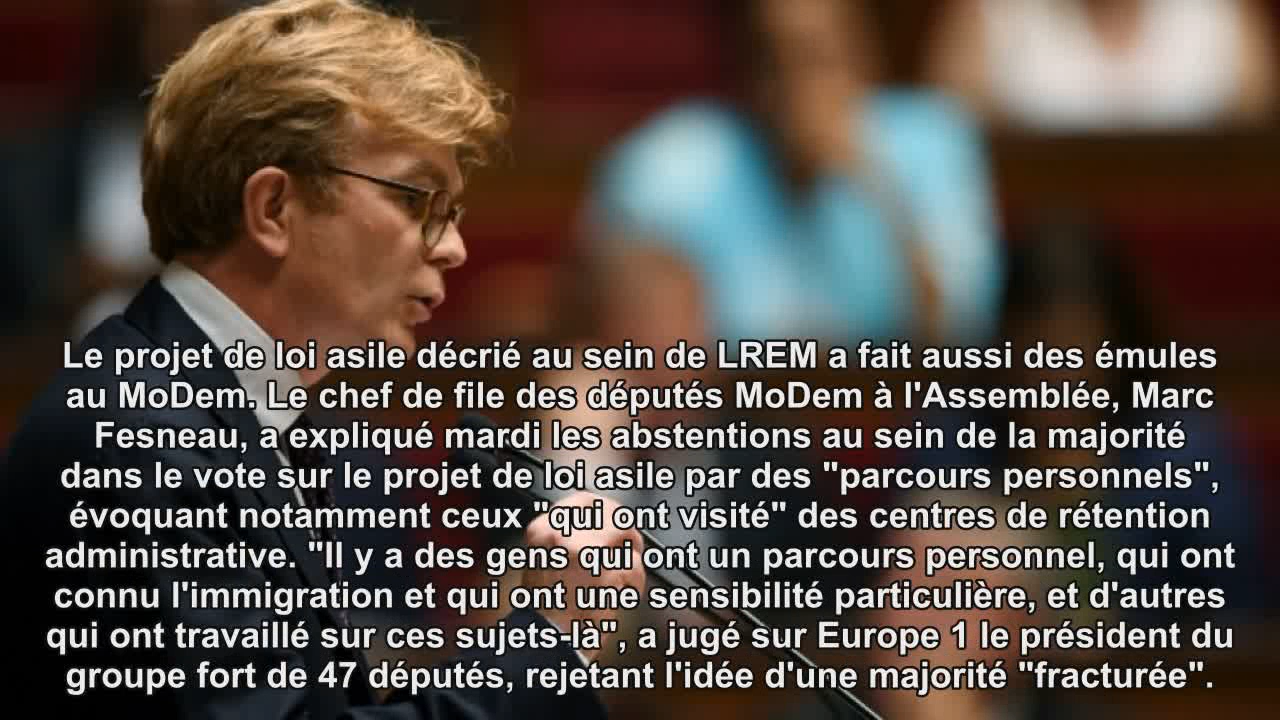 Le projet de loi asile décrié au sein de LREM a fait aussi des émules
au MoDem. Le chef de file des députés MoDem à l'Assemblée, Marc
Fesneau, a expliqué mardi les abstentions au sein de la majorité
dans le vote sur le projet de loi asile par des "parcours personnels",
évoquant notamment ceux "qui ont visité" des centres de rétention
administrative. "Il y a des gens qui ont un parcours personnel, qui ont
connu l'immigration et qui ont une sensibilité particulière, et d'autres
qui ont travaillé sur ces sujets-là", a jugé sur Europe 1 le président du
groupe fort de 47 députés, rejetant l'idée d'une majorité "fracturée".